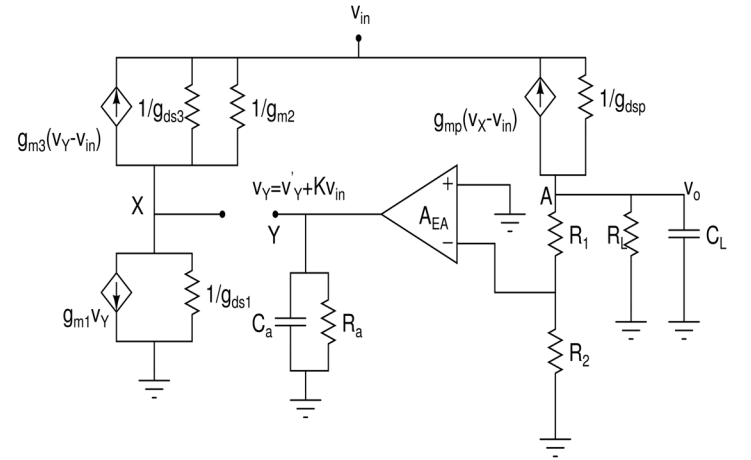 v_in
g_m3(v_Y-v_in)
1/g_ds3
1/g_m2
g_mp(v_X-v_in)
1/g_dsp
X
v_Y=v'_Y+Kv_in
Y
A_EA
+
−
A
v_o
R_1
R_L
C_L
g_m1v_Y
1/g_ds1
C_a
R_a
R_2